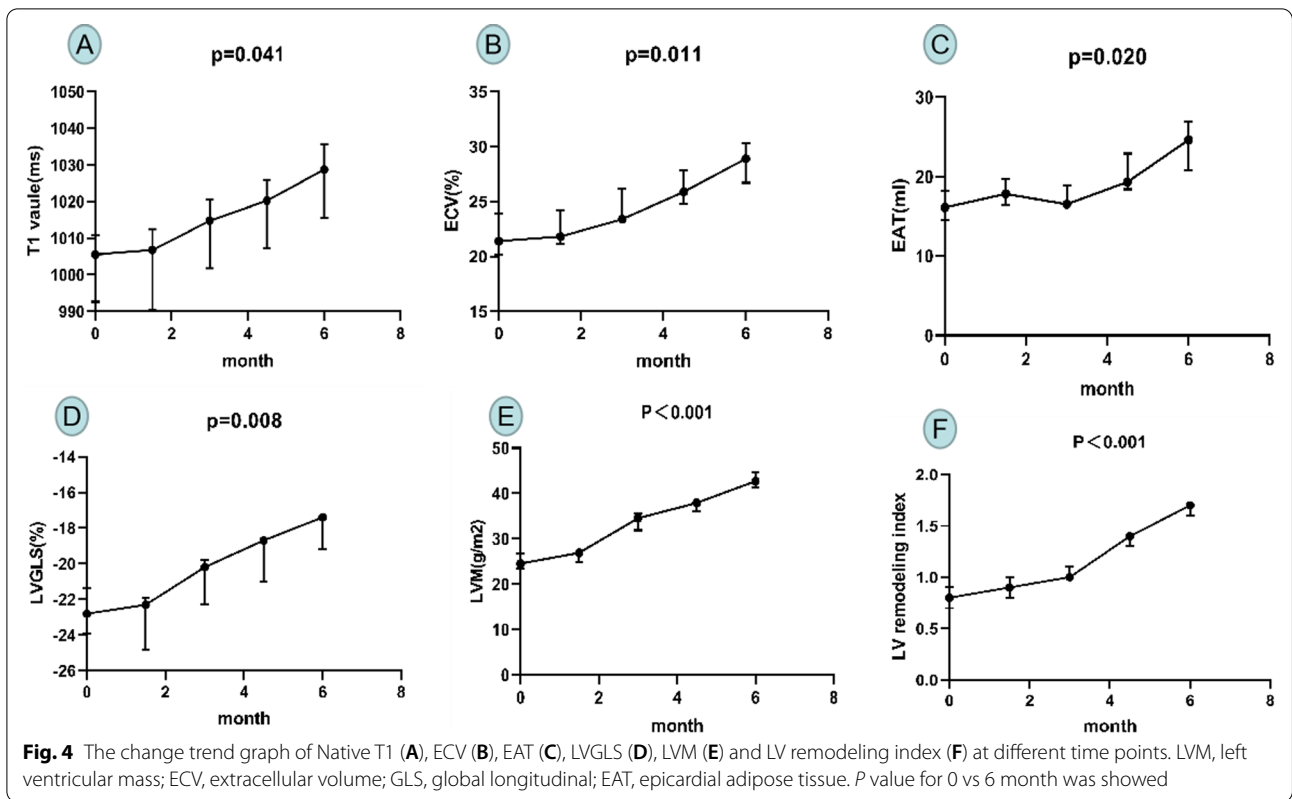 A
p=0.041
1050
1040
1030
1020
1010
1000
990
T1 vaule(ms)
0 2 4 6 8
month
B
p=0.011
35
30
25
20
15
ECV(%)
0 2 4 6 8
month
C
p=0.020
30
20
10
0
EAT(ml)
0 2 4 6 8
month
D
p=0.008
-14
-16
-18
-20
-22
-24
-26
LVGLS(%)
0 2 4 6 8
month
E
P<0.001
50
40
30
20
10
0
LVM(g/m2)
0 2 4 6 8
month
F
P<0.001
2.0
1.5
1.0
0.5
0.0
LV remodeling index
0 2 4 6 8
month
Fig. 4 The change trend graph of Native T1 (A), ECV (B), EAT (C), LVGLS (D), LVM (E) and LV remodeling index (F) at different time points. LVM, left
ventricular mass; ECV, extracellular volume; GLS, global longitudinal; EAT, epicardial adipose tissue. P value for 0 vs 6 month was showed